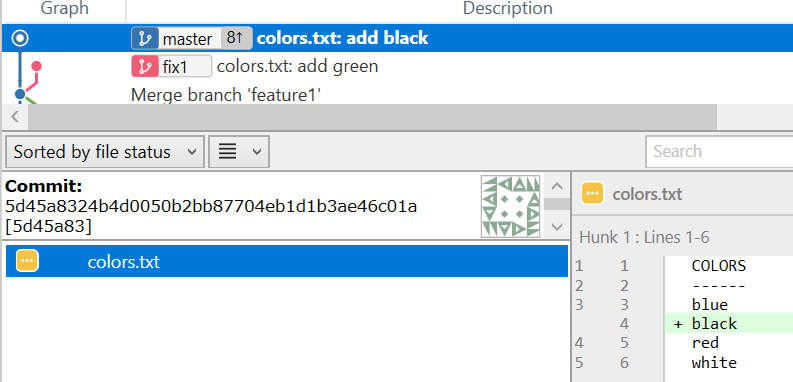 Graph Description
master 8↑ colors.txt: add black
fix1 colors.txt: add green
Merge branch 'feature1'
Sorted by file status
Search
Commit:
5d45a8324b4d0050b2bb87704eb1d1b3ae46c01a
[5d45a83]
colors.txt
colors.txt
Hunk 1 : Lines 1-6
1 1 COLORS
2 2 ------
3 3 blue
4 + black
4 5 red
5 6 white